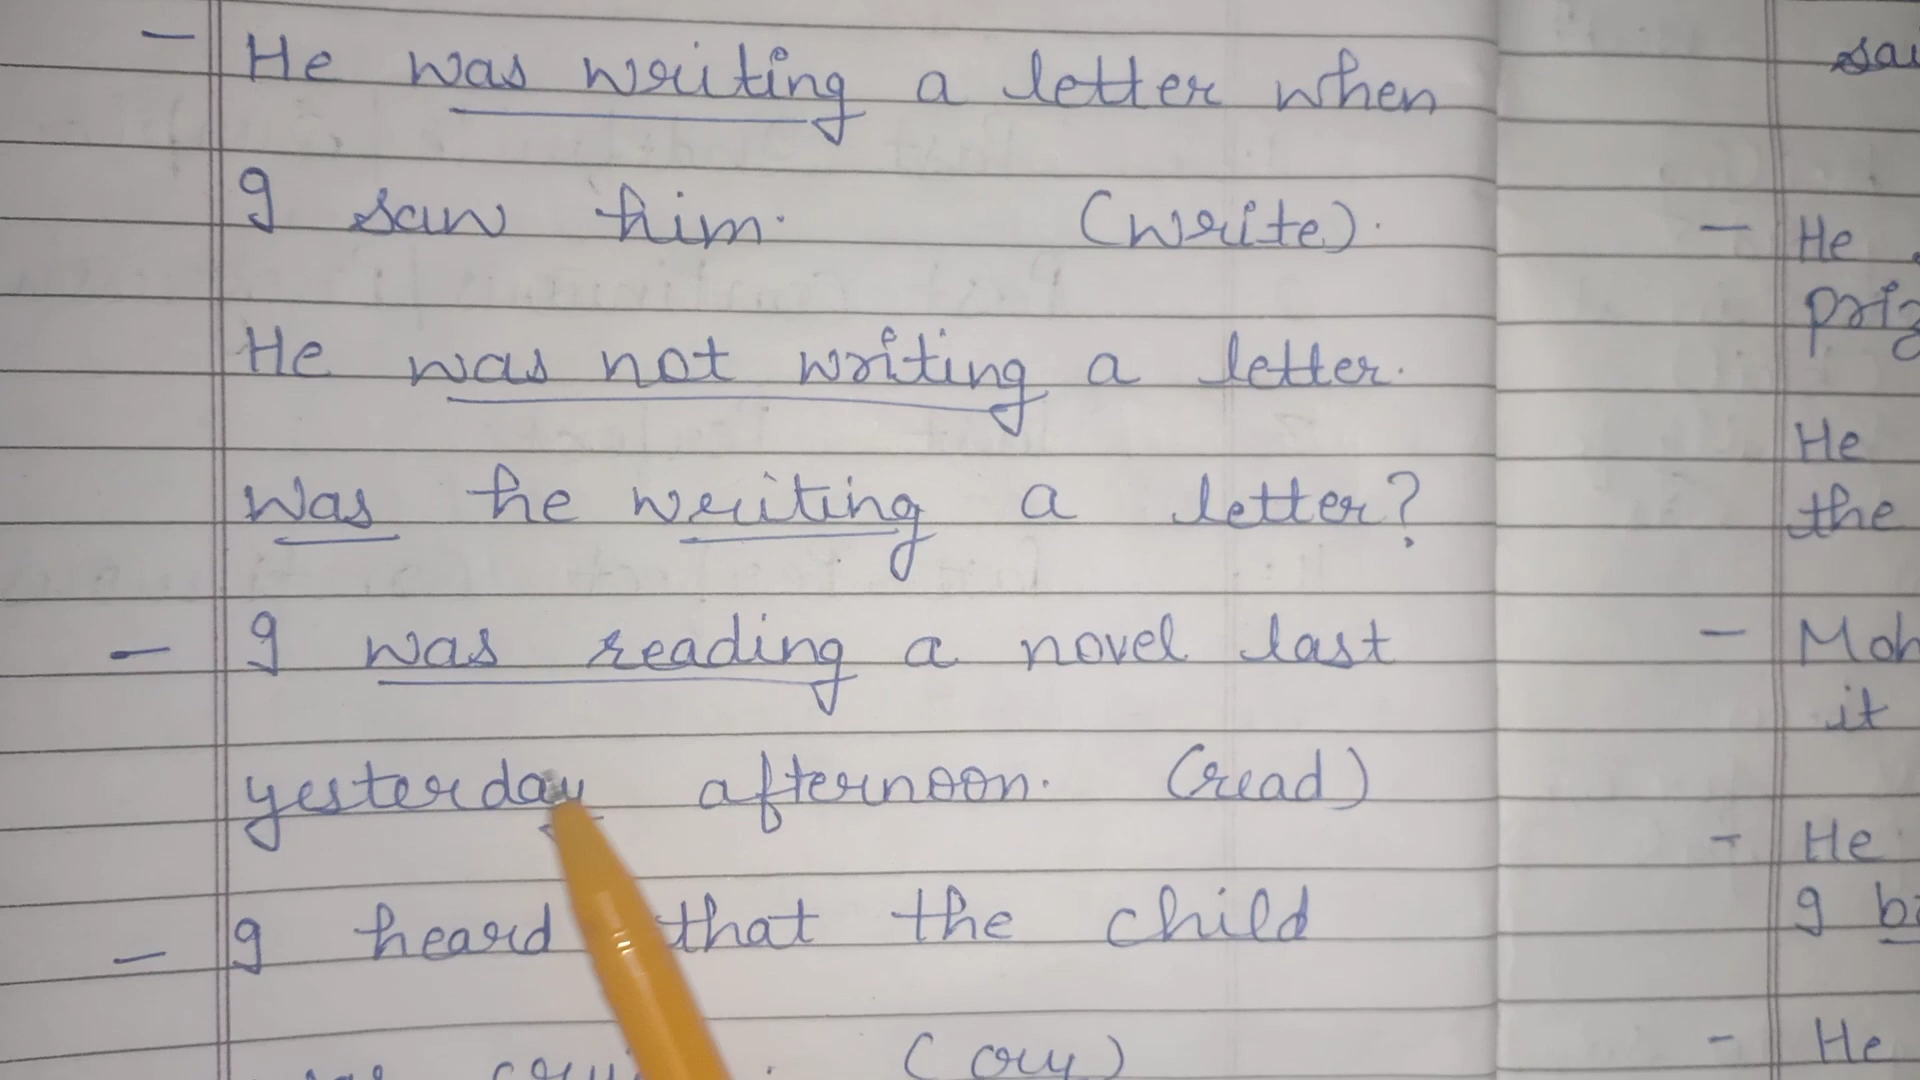 - He was writing a letter when
I saw him. (write).
He was not writing a letter.
Was he writing a letter?
- I was reading a novel last
yesterday afternoon. (read)
- I heard that the child
(cry)
- He
He
the
- Moh
it
- He
I
- He